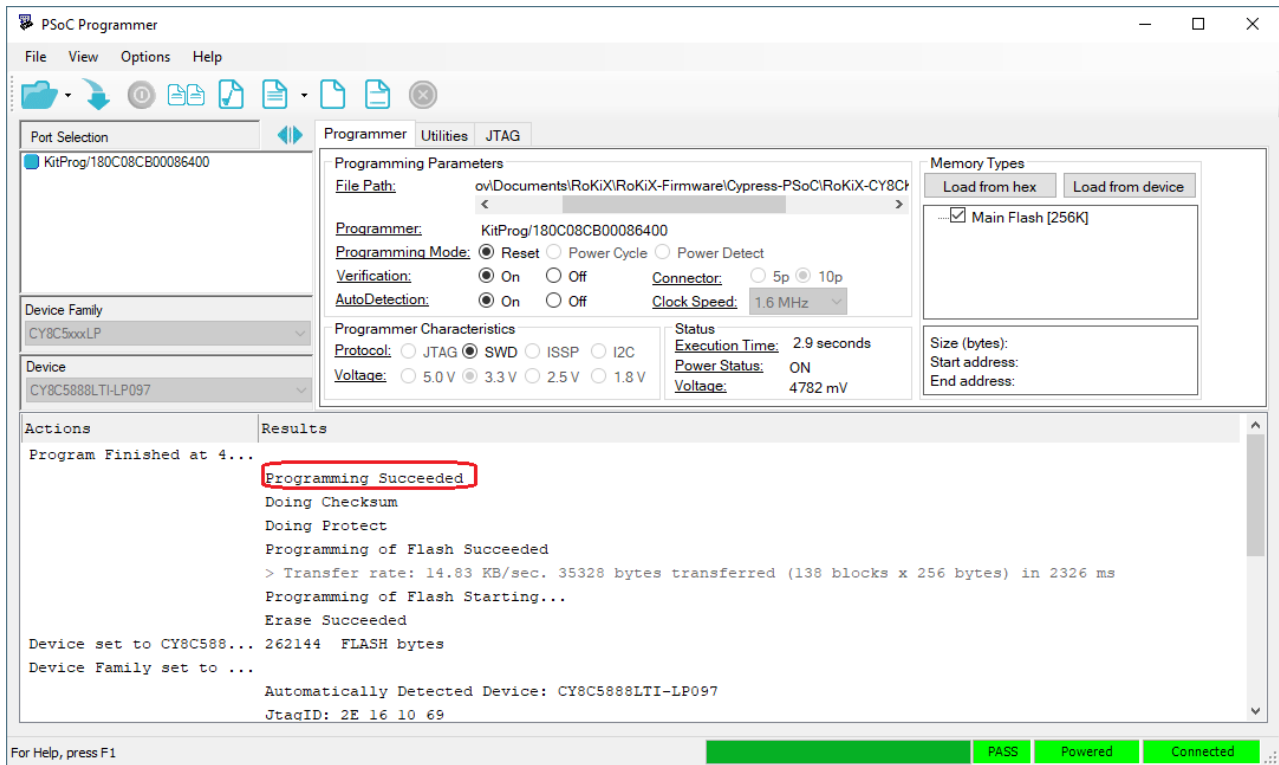 PSoC Programmer
File View Options Help
Port Selection
KitProg/180C08CB00086400
Device Family
CY8C5xxxLP
Device
CY8C5888LTI-LP097
Programmer Utilities JTAG
Programming Parameters
File Path: ov\Documents\RoKiX\RoKiX-Firmware\Cypress-PSoC\RoKiX-CY8CK
Programmer: KitProg/180C08CB00086400
Programming Mode: Reset Power Cycle Power Detect
Verification: On Off Connector: 5p 10p
AutoDetection: On Off Clock Speed: 1.6 MHz
Programmer Characteristics
Protocol: JTAG SWD ISSP I2C
Voltage: 5.0 V 3.3 V 2.5 V 1.8 V
Status
Execution Time: 2.9 seconds
Power Status: ON
Voltage: 4782 mV
Memory Types
Load from hex Load from device
Main Flash [256K]
Size (bytes):
Start address:
End address:
Actions Results
Program Finished at 4...
Programming Succeeded
Doing Checksum
Doing Protect
Programming of Flash Succeeded
> Transfer rate: 14.83 KB/sec. 35328 bytes transferred (138 blocks x 256 bytes) in 2326 ms
Programming of Flash Starting...
Erase Succeeded
Device set to CY8C588... 262144 FLASH bytes
Device Family set to ...
Automatically Detected Device: CY8C5888LTI-LP097
JtagID: 2E 16 10 69
For Help, press F1 PASS Powered Connected